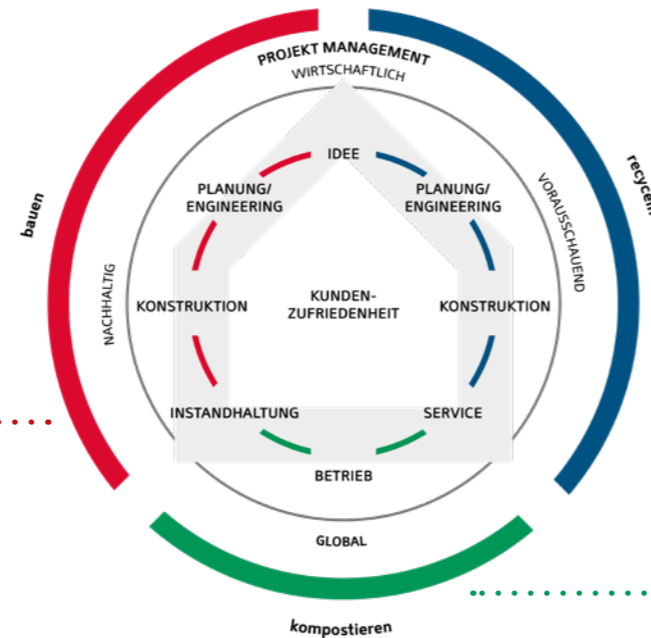 PROJEKT MANAGEMENT
WIRTSCHAFTLICH
bauen
recyceln
IDEE
PLANUNG/
ENGINEERING
PLANUNG/
ENGINEERING
NACHHALTIG
VORAUSSCHAUEND
KONSTRUKTION
KUNDEN-
ZUFRIEDENHEIT
KONSTRUKTION
INSTANDHALTUNG
SERVICE
BETRIEB
GLOBAL
kompostieren